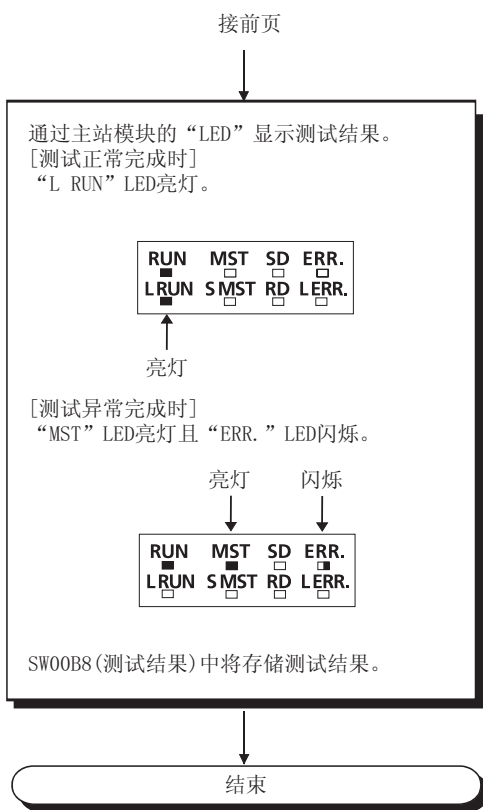 接前页
通过主站模块的“LED”显示测试结果。
[测试正常完成时]
“L RUN”LED亮灯。
RUN MST SD ERR.
L RUN S MST RD L ERR.
亮灯
[测试异常完成时]
“MST”LED亮灯且“ERR.”LED闪烁。
亮灯 闪烁
RUN MST SD ERR.
L RUN S MST RD L ERR.
SW00B8(测试结果)中将存储测试结果。
结束